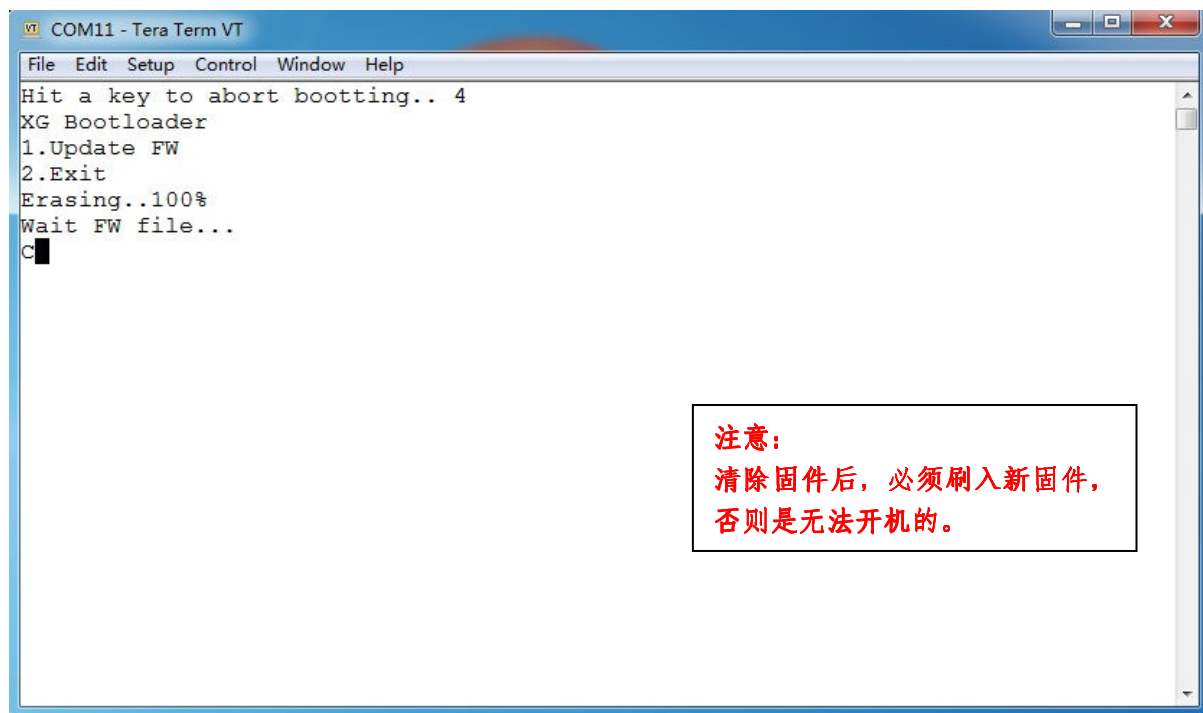 COM11 - Tera Term VT
File Edit Setup Control Window Help
Hit a key to abort bootting.. 4
XG Bootloader
1.Update FW
2.Exit
Erasing..100%
Wait FW file...
C
注意：
清除固件后，必须刷入新固件，
否则是无法开机的。